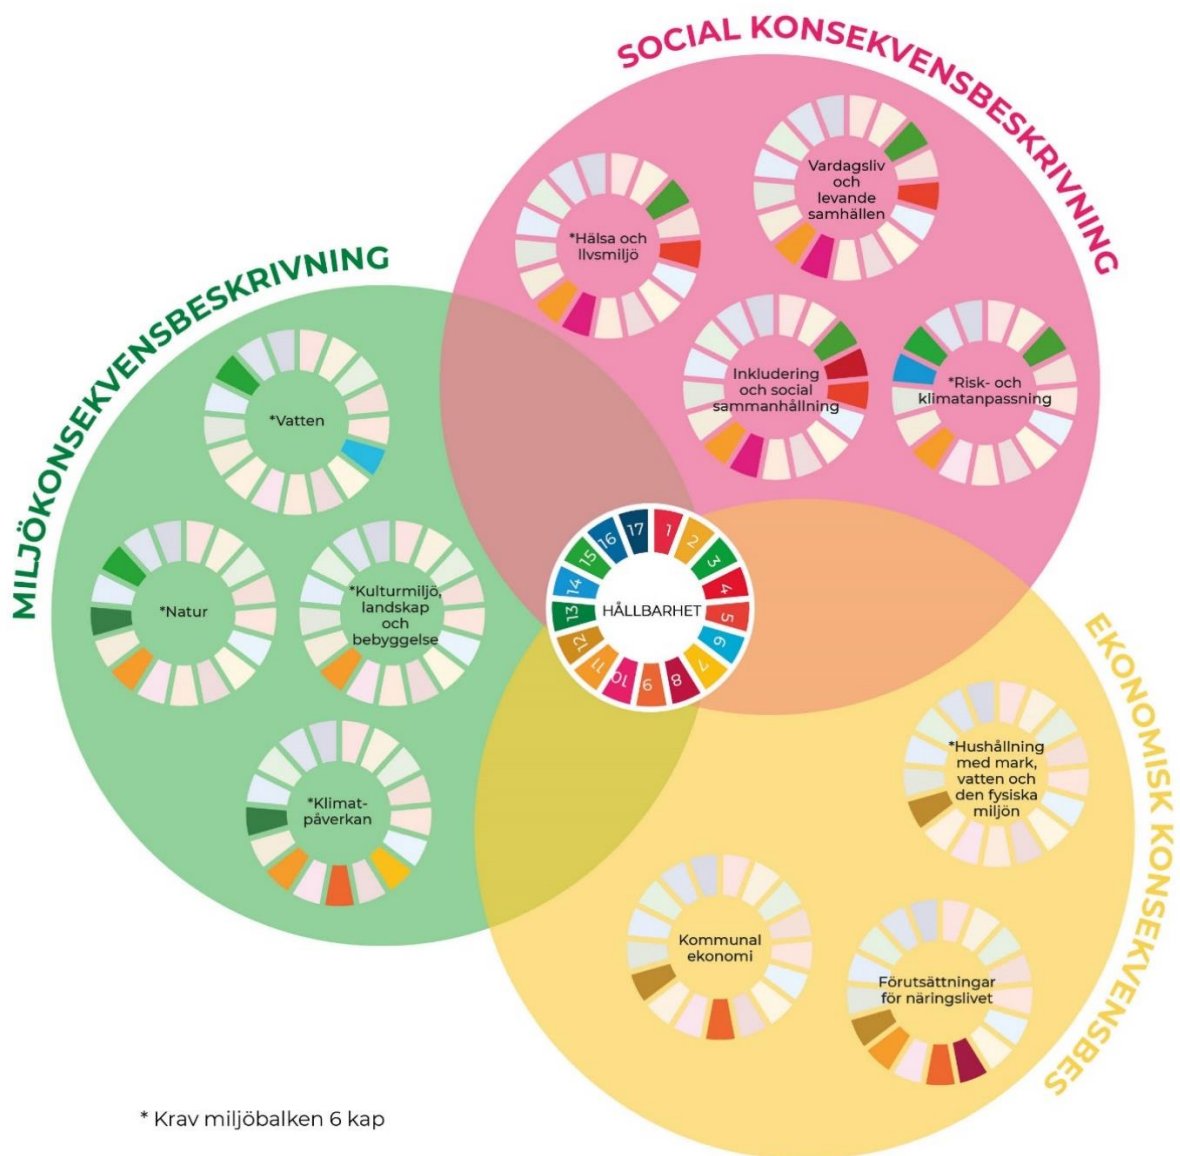 SOCIAL KONSEKVENSBESKRIVNING
Vardagsliv
och
levande
samhällen
*Hälsa och
llvsmiljö
Inkludering
och social
sammanhållning
*Risk- och
klimatanpassning
MILJÖKONSEKVENSBESKRIVNING
*Vatten
*Natur
*Kulturmiljö,
landskap
och
bebyggelse
*Klimat-
påverkan
HÅLLBARHET
1
2
3
4
5
6
7
8
9
10
11
12
13
14
15
16
17
EKONOMISK KONSEKVENSBES
*Hushållning
med mark,
vatten och
den fysiska
miljön
Kommunal
ekonomi
Förutsättningar
för näringslivet
* Krav miljöbalken 6 kap